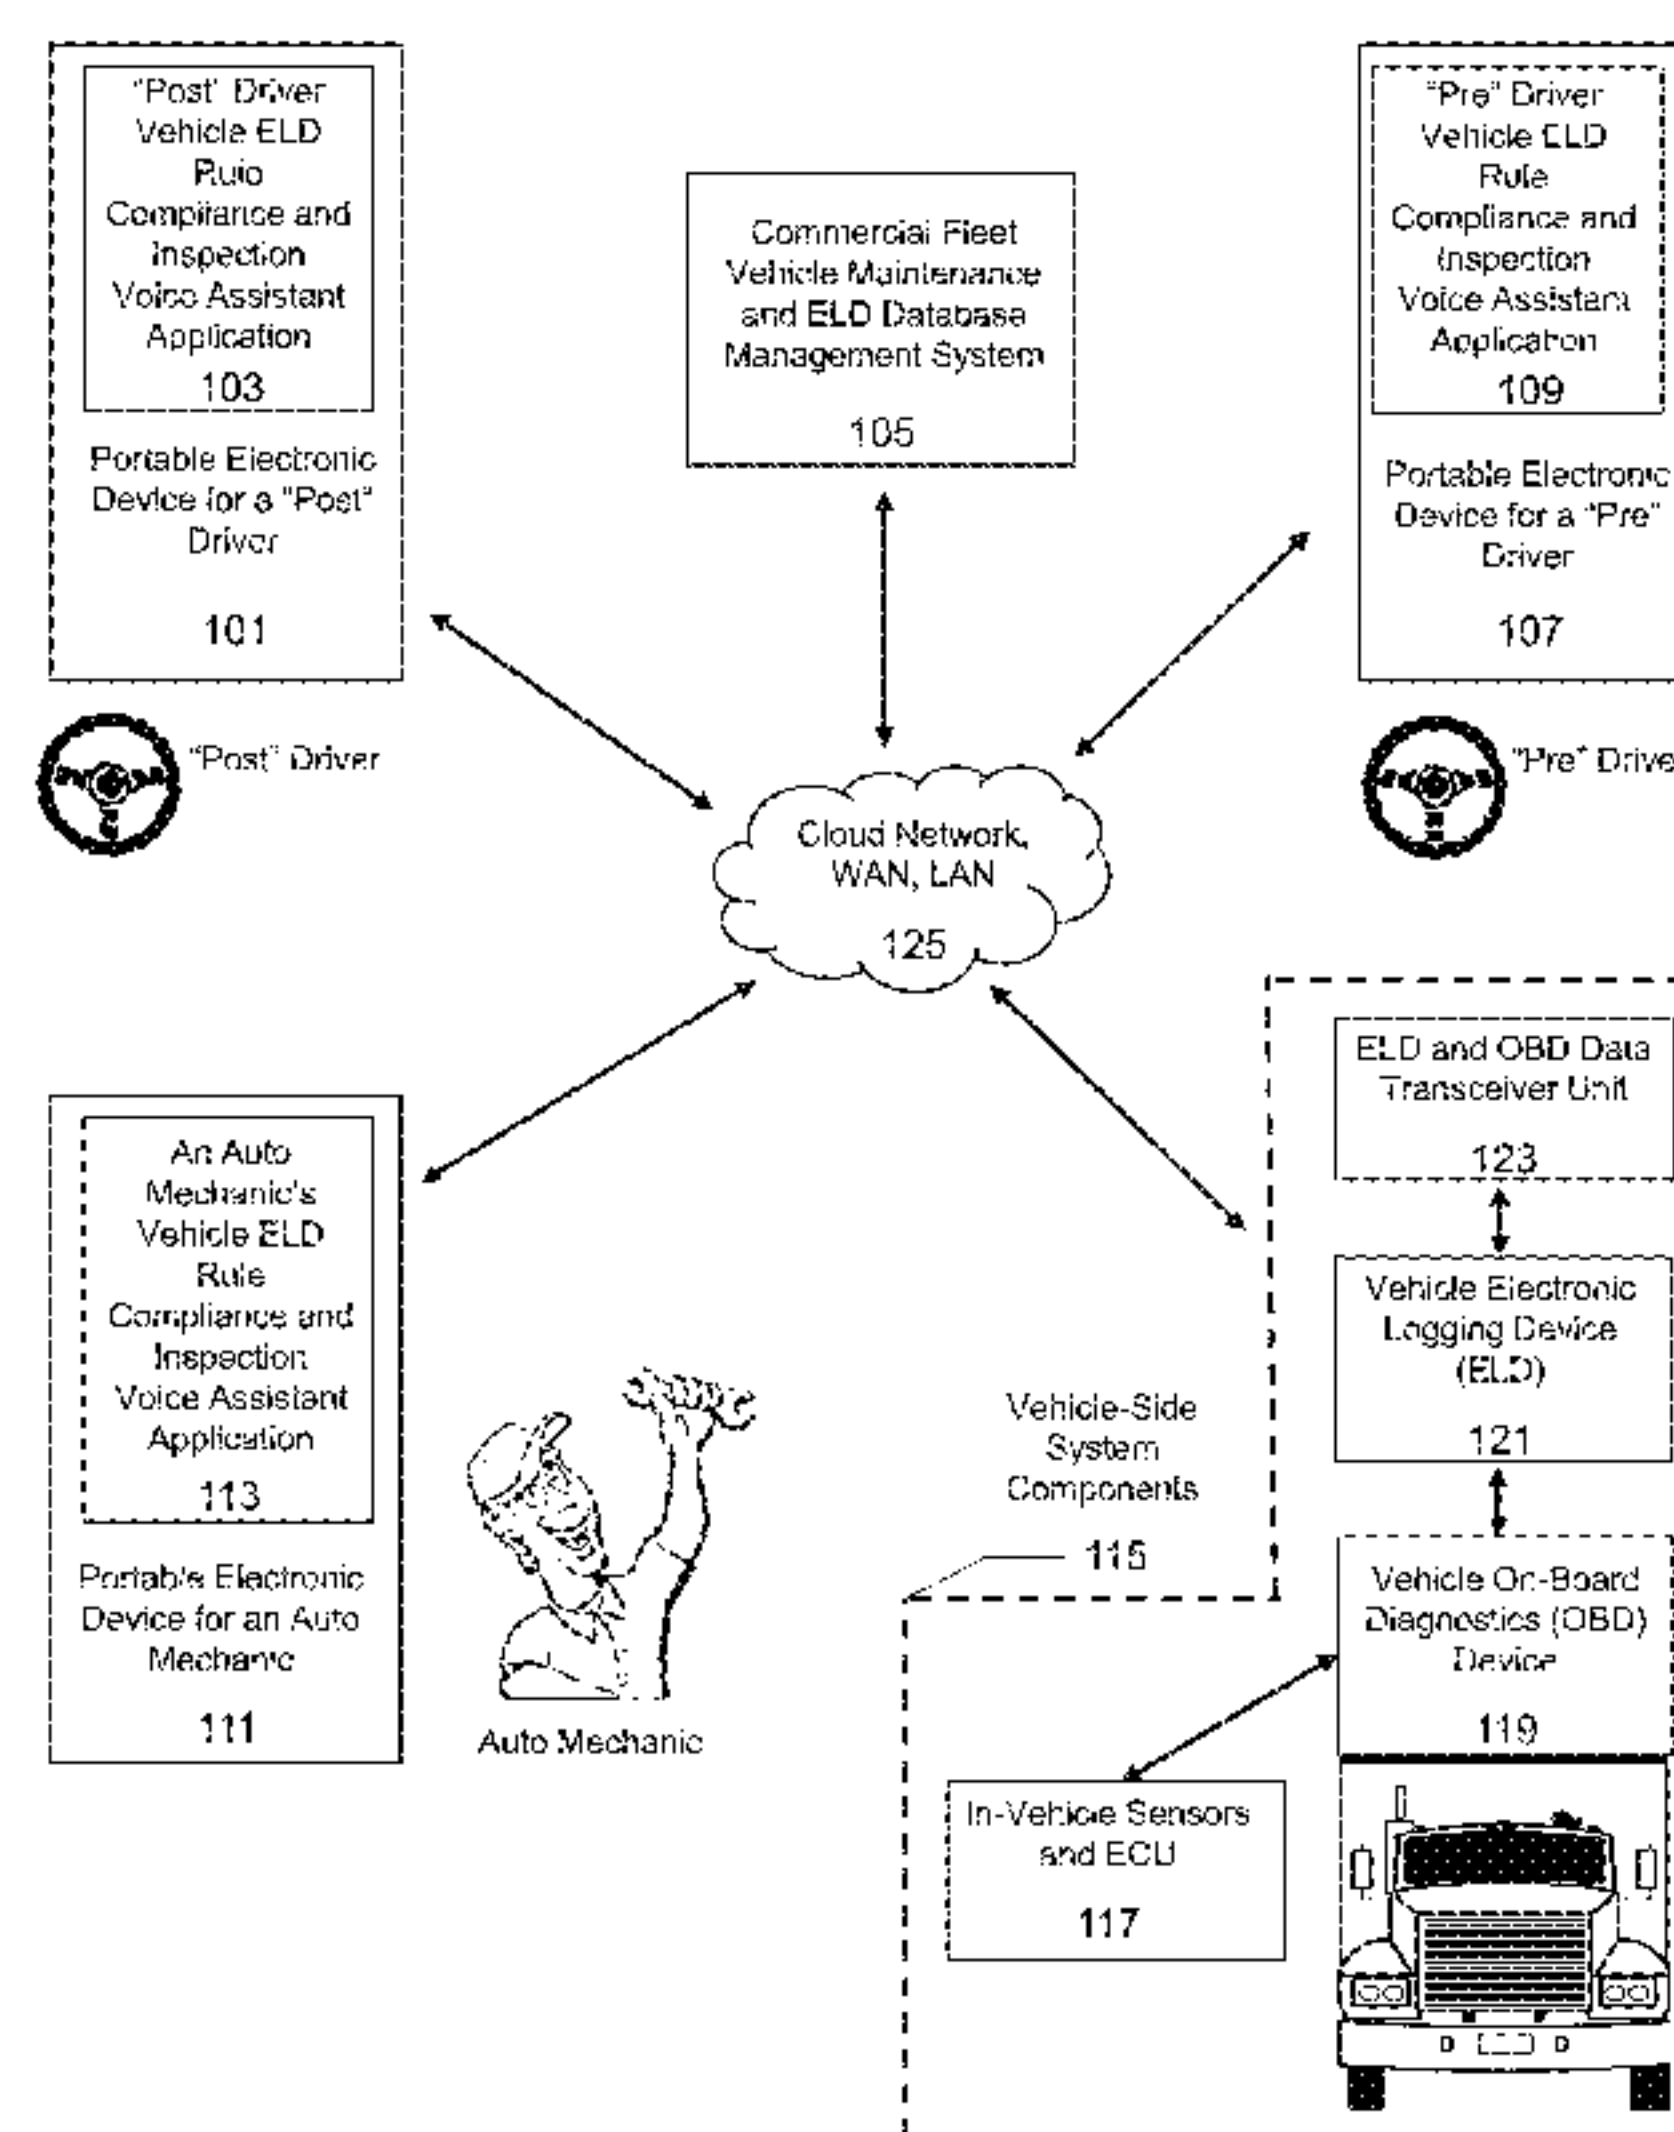 "Post" Driver
Vehicle ELD
Rule
Compliance and
Inspection
Voice Assistant
Application
103
Portable Electronic
Device for a "Post"
Driver
101
"Post" Driver
Commercial Fleet
Vehicle Maintenance
and ELD Database
Management System
105
"Pre" Driver
Vehicle ELD
Rule
Compliance and
Inspection
Voice Assistant
Application
109
Portable Electronic
Device for a "Pre"
Driver
107
"Pre" Drive
Cloud Network,
WAN, LAN
125
An Auto
Mechanic's
Vehicle ELD
Rule
Compliance and
Inspection
Voice Assistant
Application
113
Portable Electronic
Device for an Auto
Mechanic
111
Auto Mechanic
Vehicle-Side
System
Components
115
ELD and OBD Data
Transceiver Unit
123
Vehicle Electronic
Logging Device
(ELD)
121
Vehicle On-Board
Diagnostics (OBD)
Device
119
In-Vehicle Sensors
and ECU
117